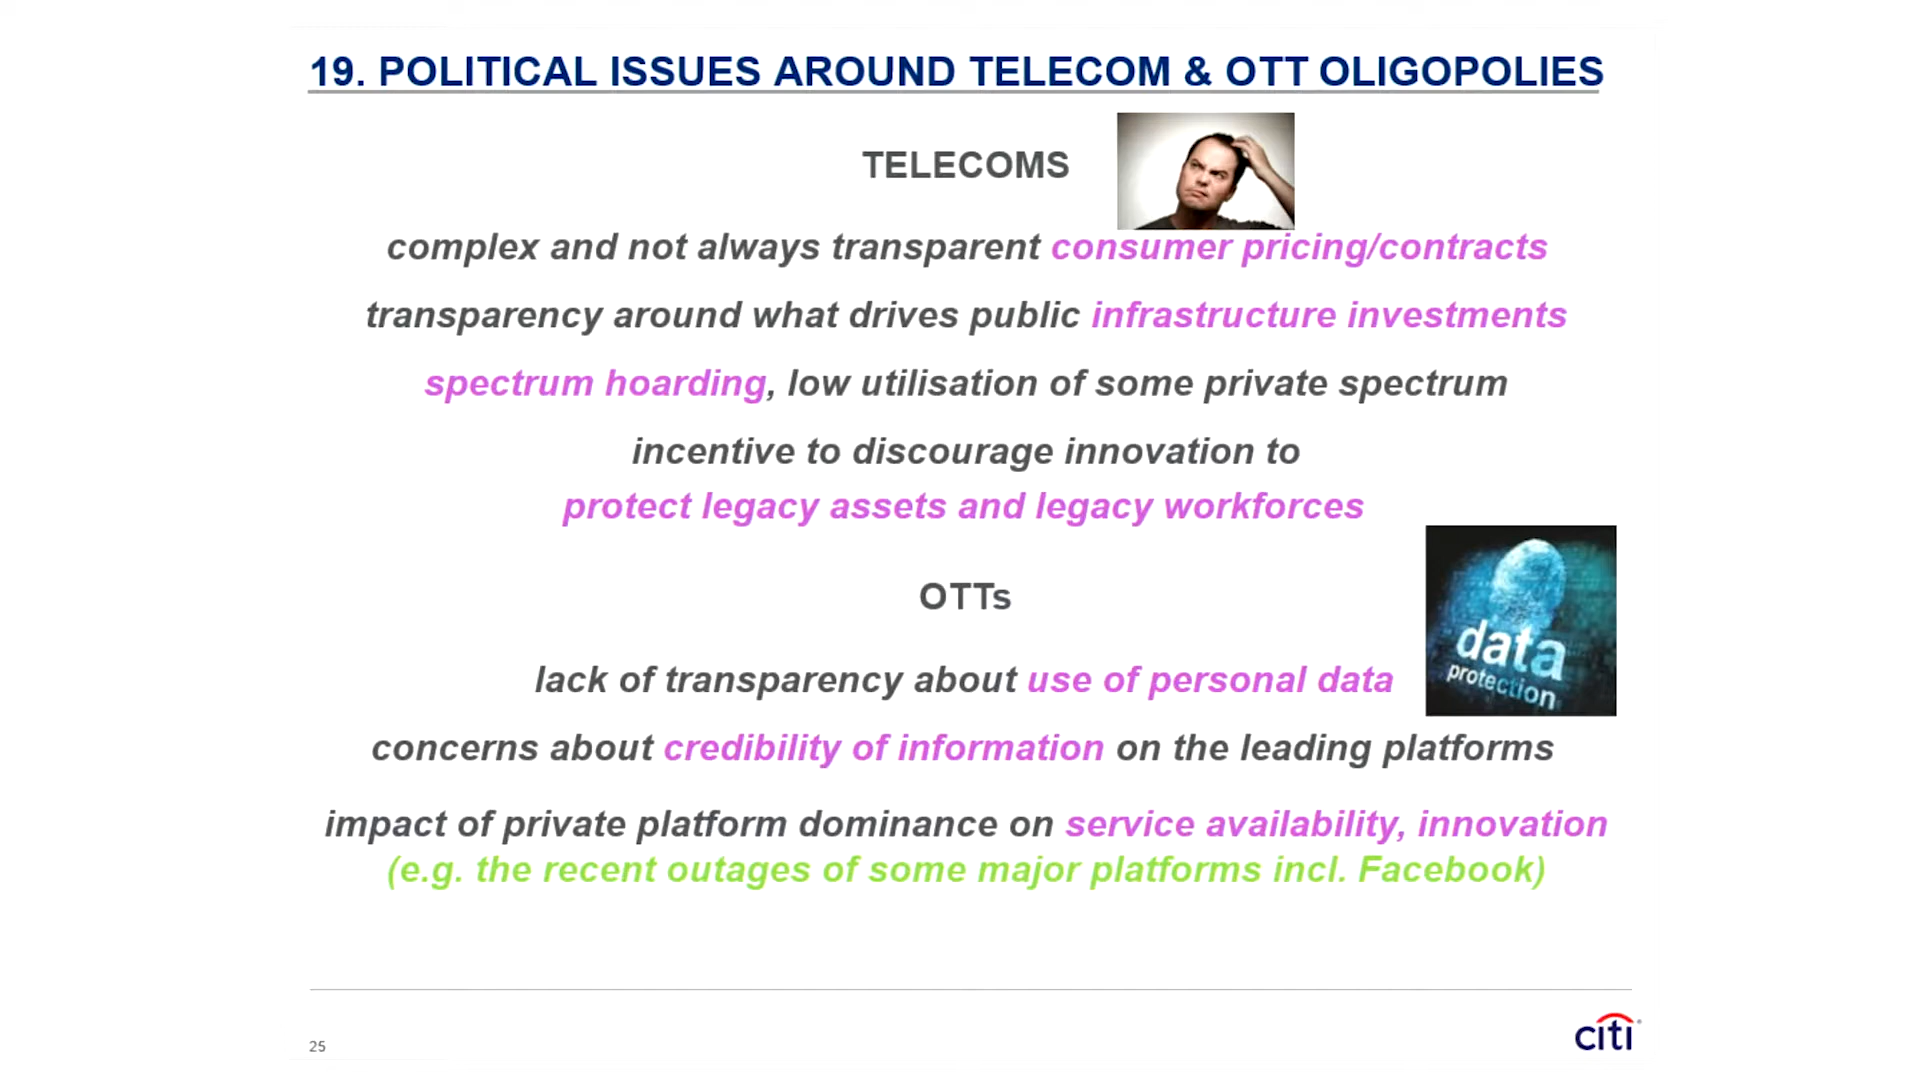 19. POLITICAL ISSUES AROUND TELECOM & OTT OLIGOPOLIES
TELECOMS
complex and not always transparent consumer pricing/contracts
transparency around what drives public infrastructure investments
spectrum hoarding, low utilisation of some private spectrum
incentive to discourage innovation to
protect legacy assets and legacy workforces
OTTs
data
protection
lack of transparency about use of personal data
concerns about credibility of information on the leading platforms
impact of private platform dominance on service availability, innovation
(e.g. the recent outages of some major platforms incl. Facebook)
25
citi